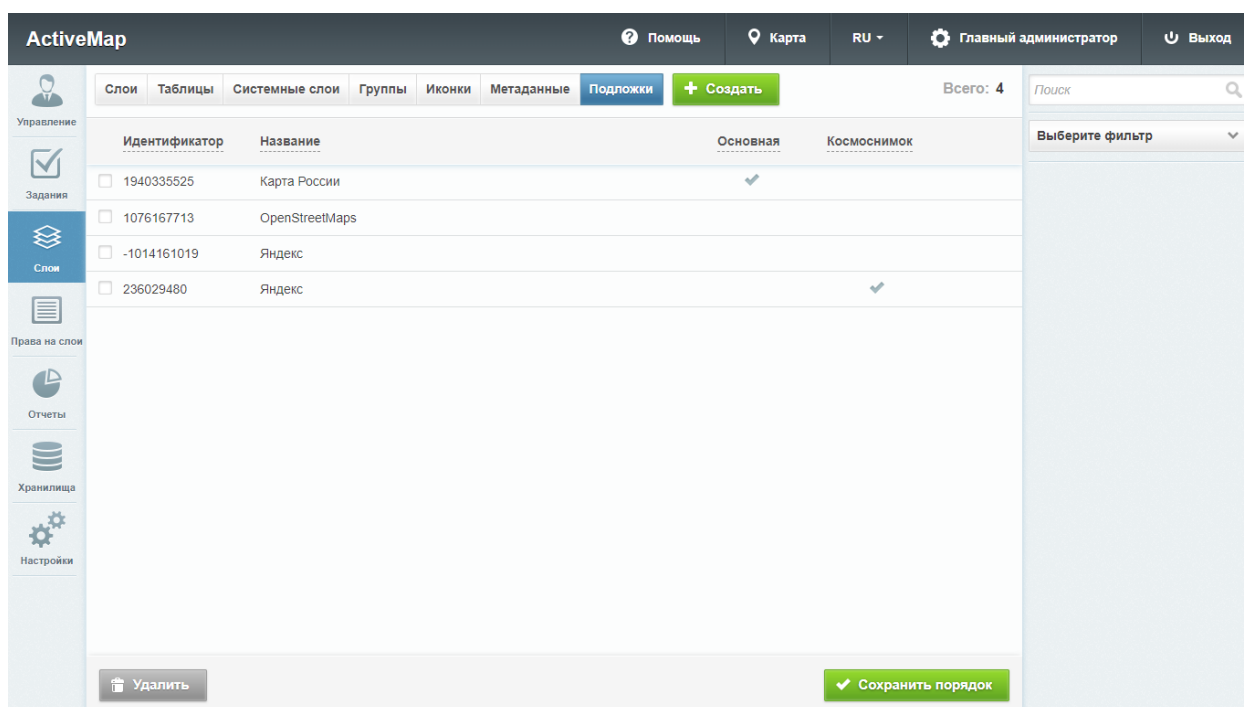 ActiveMap Помощь Карта RU Главный администратор Выход
Слои Таблицы Системные слои Группы Иконки Метаданные Подложки Создать Всего: 4 Поиск
Управление
Идентификатор Название Основная Космоснимок Выберите фильтр
1940335525 Карта России
Задания
1076167713 OpenStreetMaps
-1014161019 Яндекс
Слои
236029480 Яндекс
Права на слои
Отчеты
Хранилища
Настройки
Удалить Сохранить порядок